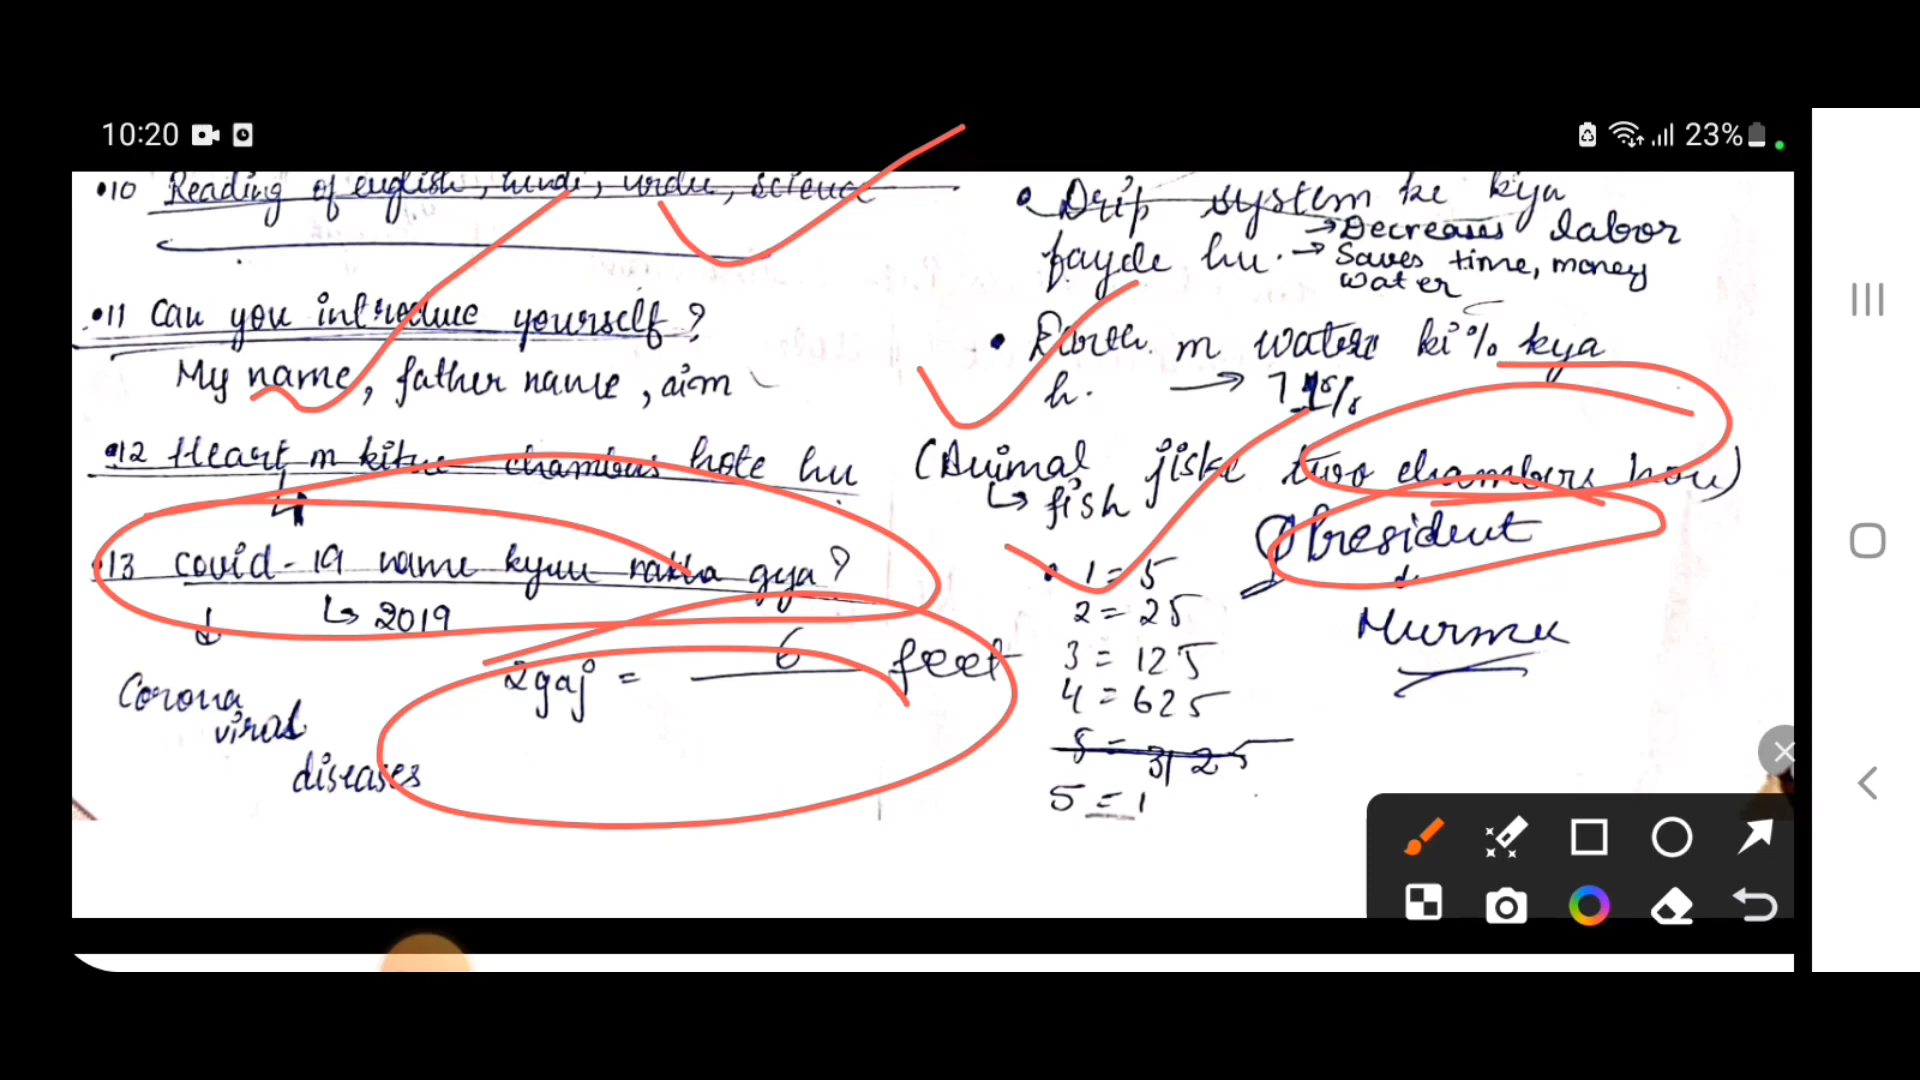 10:20
23%
•10 Reading of english, hindi, urdu, science
•11 Can you introduce yourself?
My name, father name, aim
•12 Heart m kitne chambers hote hu
4
•13 Covid-19 name kyuu rakha gya?
↓ ↳ 2019
Corona
viral
diseases
2gaj = 6 feet
• Drip system ke kya
fayde hu. → Decreases labor
→ Saves time, money
water
• Earth m water ki % kya
h. → 71%
(Animal jiske two chambers hou)
↳ fish
• 1 = 5
2 = 25
3 = 125
4 = 625
5 = 3125
5 = 1
President
↓
Murmu